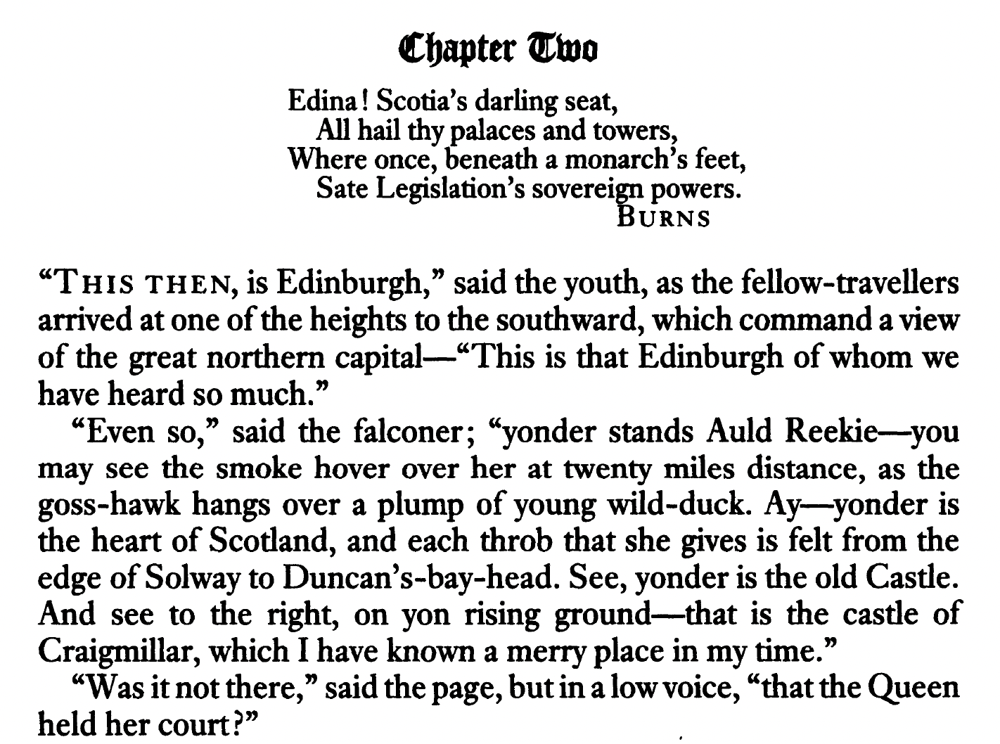 Chapter Two
Edina! Scotia's darling seat,
All hail thy palaces and towers,
Where once, beneath a monarch's feet,
Sate Legislation's sovereign powers.
BURNS
“THIS THEN, is Edinburgh,” said the youth, as the fellow-travellers
arrived at one of the heights to the southward, which command a view
of the great northern capital—“This is that Edinburgh of whom we
have heard so much.”
“Even so,” said the falconer; “yonder stands Auld Reekie—you
may see the smoke hover over her at twenty miles distance, as the
goss-hawk hangs over a plump of young wild-duck. Ay—yonder is
the heart of Scotland, and each throb that she gives is felt from the
edge of Solway to Duncan's-bay-head. See, yonder is the old Castle.
And see to the right, on yon rising ground—that is the castle of
Craigmillar, which I have known a merry place in my time.”
“Was it not there,” said the page, but in a low voice, “that the Queen
held her court?”